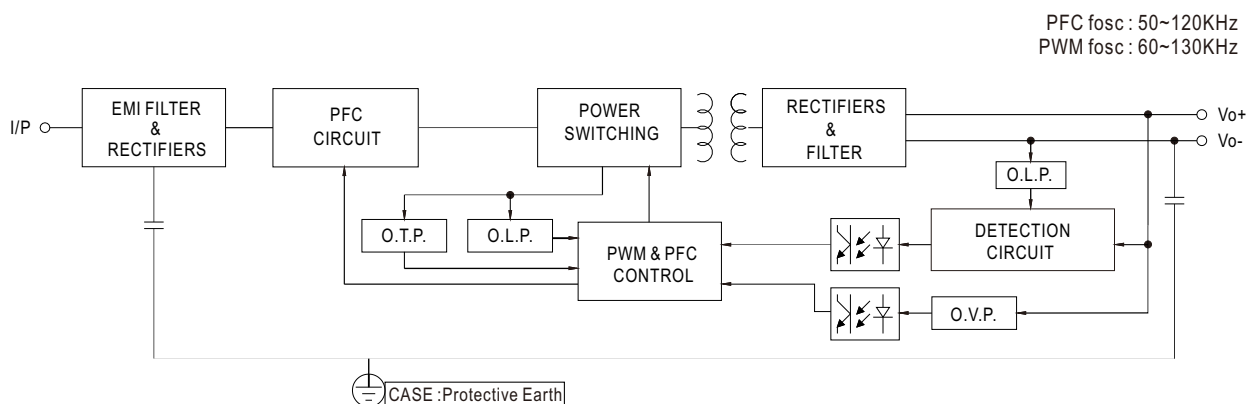 PFC fosc : 50~120KHz
PWM fosc : 60~130KHz
I/P
EMI FILTER
&
RECTIFIERS
PFC
CIRCUIT
POWER
SWITCHING
RECTIFIERS
&
FILTER
Vo+
Vo-
O.L.P.
O.T.P.
O.L.P.
PWM & PFC
CONTROL
DETECTION
CIRCUIT
O.V.P.
CASE :Protective Earth